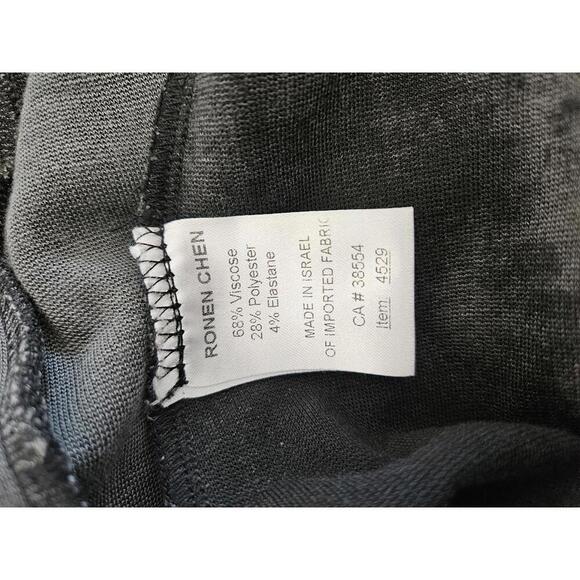 RONEN CHEN
68% Viscose
28% Polyester
4% Elastane
MADE IN ISRAEL
OF IMPORTED FABRIC
CA # 38554
Item: 4529